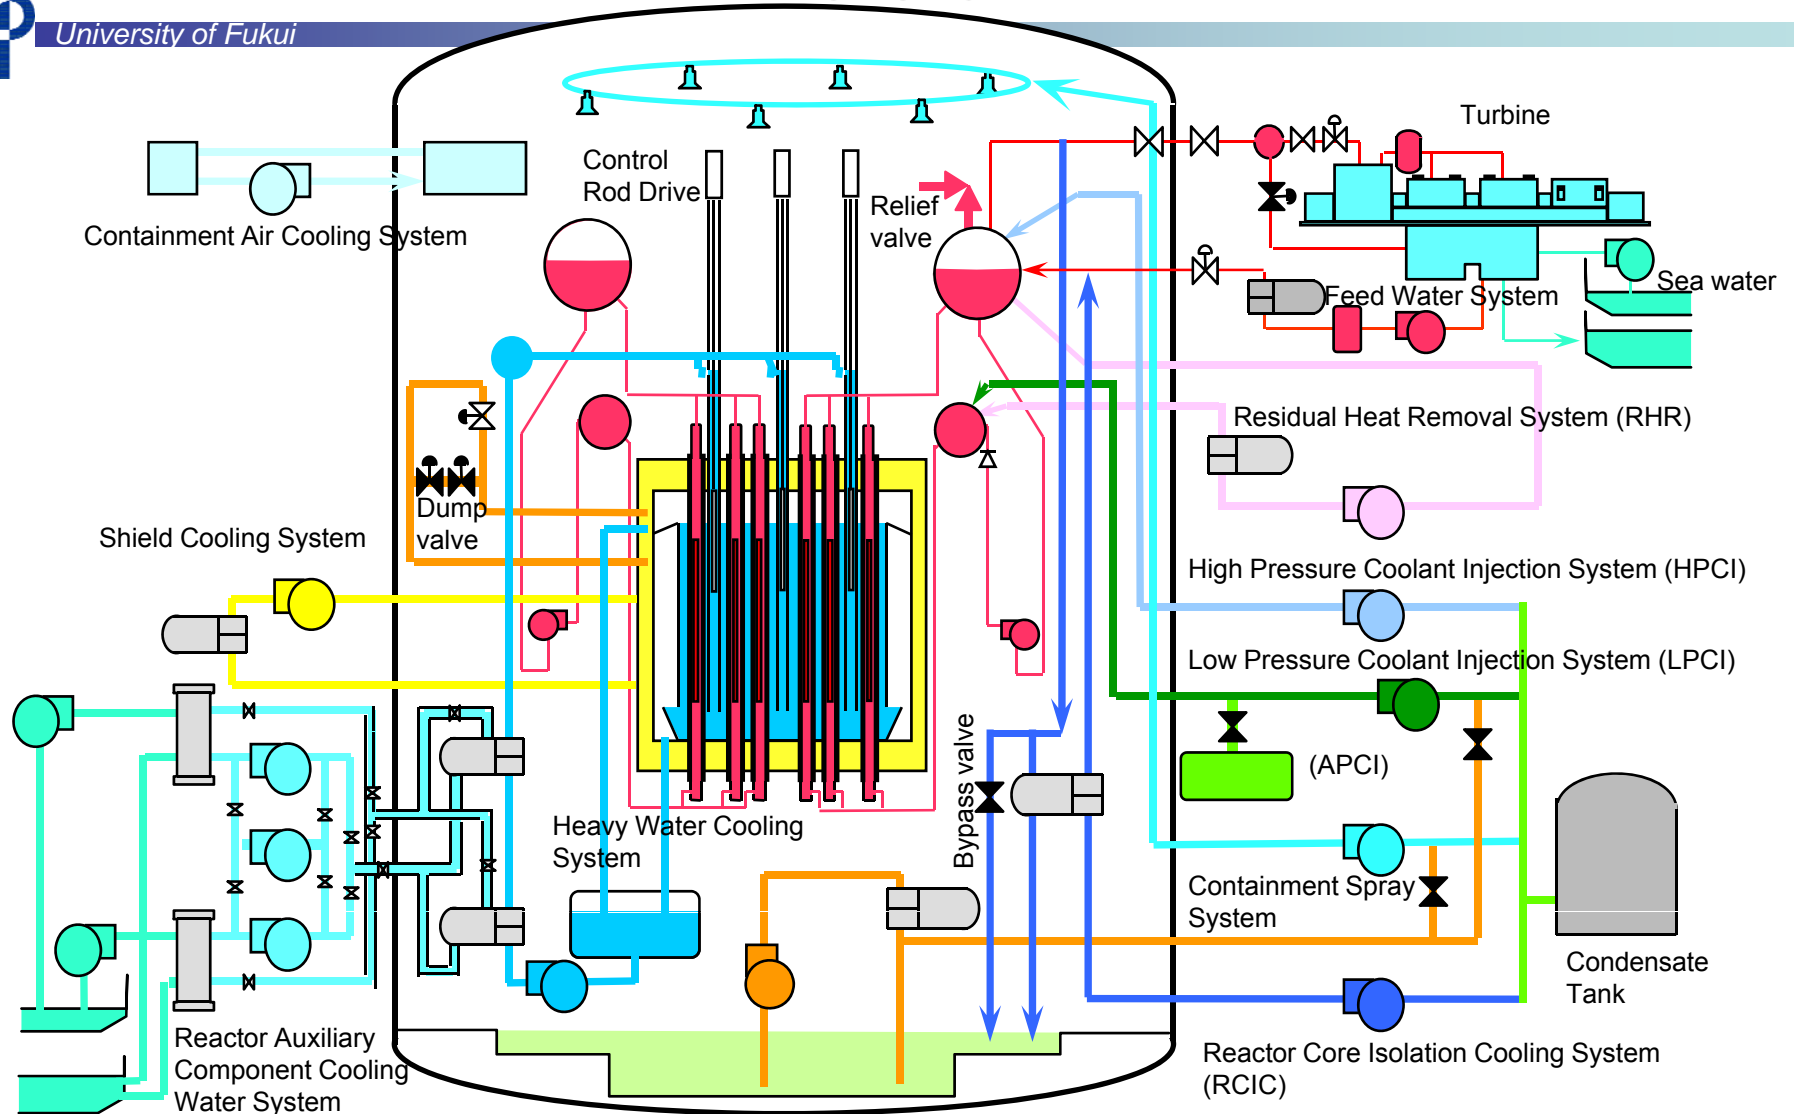 University of Fukui
Turbine
Control
Rod Drive
Relief
valve
Containment Air Cooling System
Sea water
Feed Water System
Residual Heat Removal System (RHR)
Dump
valve
Shield Cooling System
High Pressure Coolant Injection System (HPCI)
Low Pressure Coolant Injection System (LPCI)
Bypass valve
(APCI)
Heavy Water Cooling
System
Containment Spray
System
Condensate
Tank
Reactor Auxiliary
Component Cooling
Water System
Reactor Core Isolation Cooling System
(RCIC)